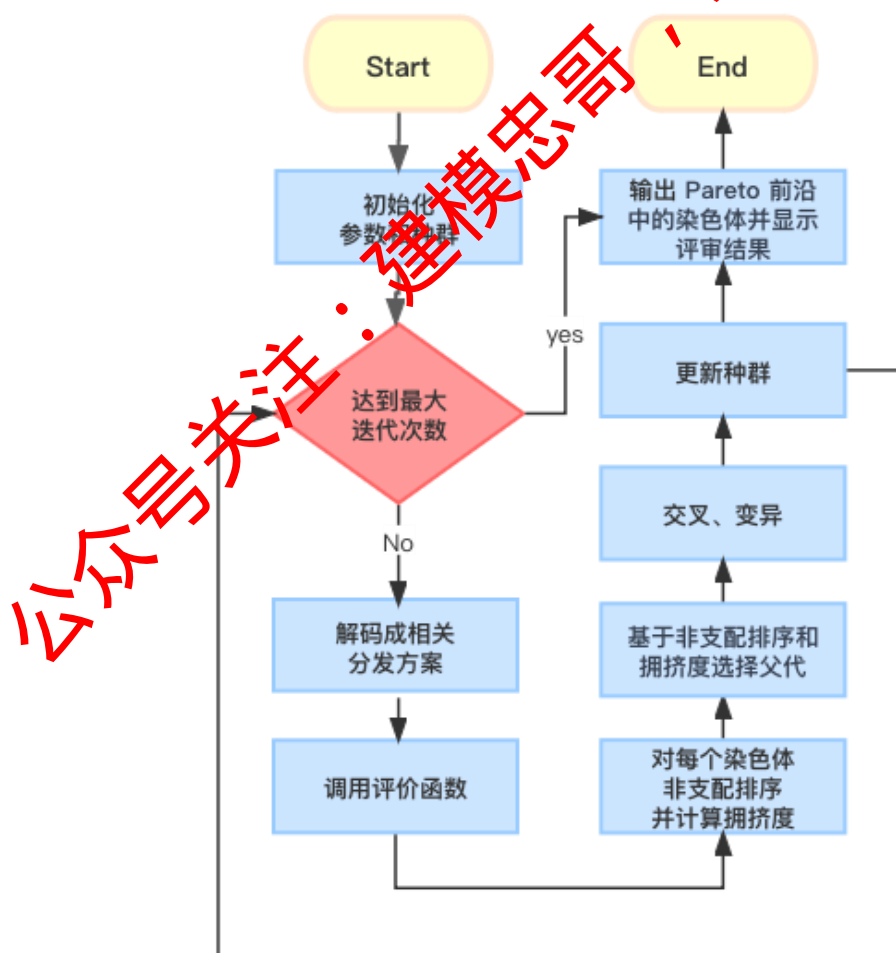 Start
初始化
参数和种群
达到最大
迭代次数
yes
No
解码成相关
分发方案
调用评价函数
对每个染色体
非支配排序
并计算拥挤度
基于非支配排序和
拥挤度选择父代
交叉、变异
更新种群
输出 Pareto 前沿
中的染色体并显示
评审结果
End
公众号关注：建模忠哥，